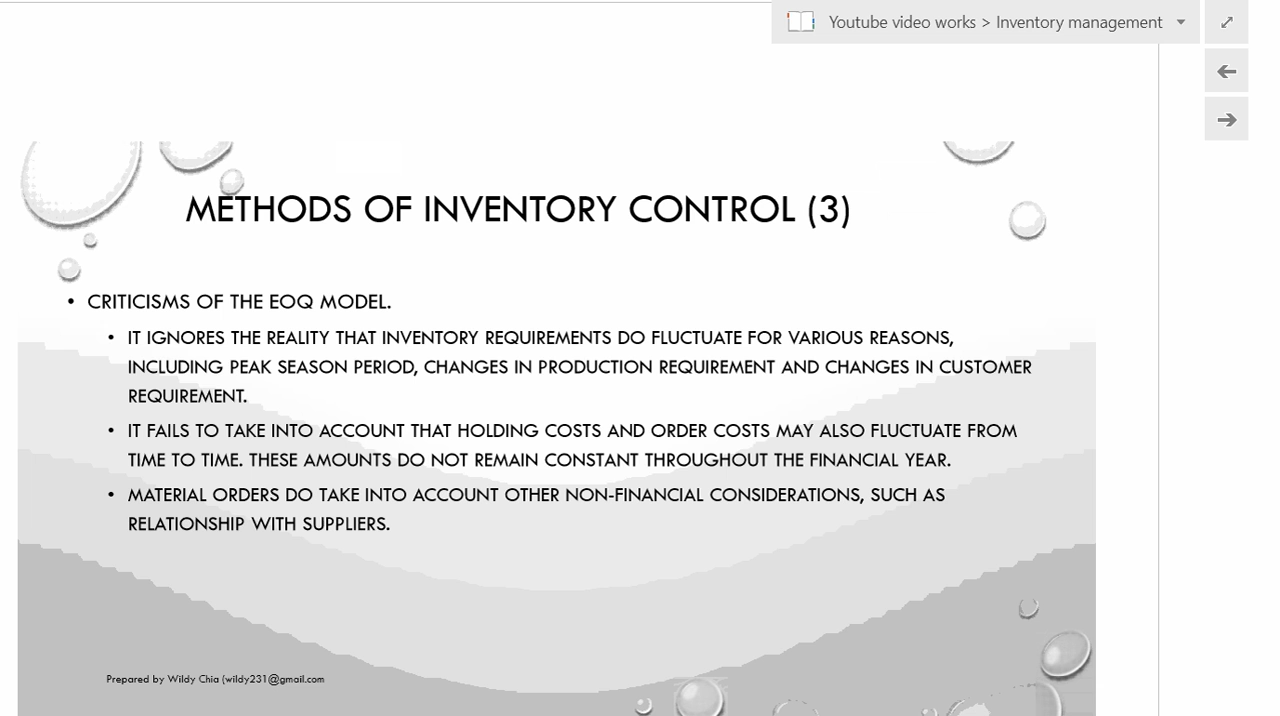 Youtube video works > Inventory management
METHODS OF INVENTORY CONTROL (3)
• CRITICISMS OF THE EOQ MODEL.
• IT IGNORES THE REALITY THAT INVENTORY REQUIREMENTS DO FLUCTUATE FOR VARIOUS REASONS,
INCLUDING PEAK SEASON PERIOD, CHANGES IN PRODUCTION REQUIREMENT AND CHANGES IN CUSTOMER
REQUIREMENT.
• IT FAILS TO TAKE INTO ACCOUNT THAT HOLDING COSTS AND ORDER COSTS MAY ALSO FLUCTUATE FROM
TIME TO TIME. THESE AMOUNTS DO NOT REMAIN CONSTANT THROUGHOUT THE FINANCIAL YEAR.
• MATERIAL ORDERS DO TAKE INTO ACCOUNT OTHER NON-FINANCIAL CONSIDERATIONS, SUCH AS
RELATIONSHIP WITH SUPPLIERS.
Prepared by Wildy Chia (wildy231@gmail.com